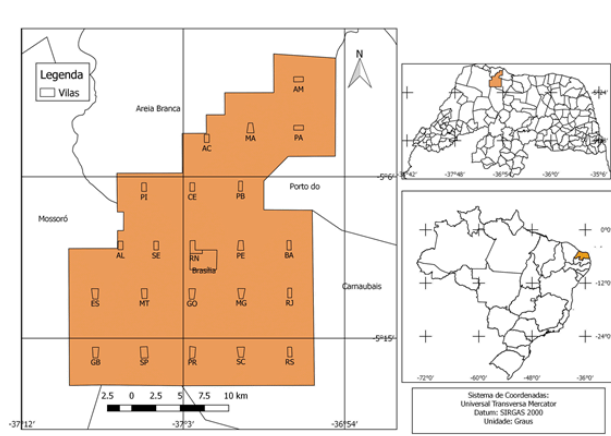 Legenda
Vilas
N
Areia Branca
AM
AC
MA
PA
-5°6'
Porto do
PI
CE
PB
Mossoró
AL
SE
RN
Brasília
PE
BA
Carnaubais
ES
MT
GO
MG
RJ
-5°15'
GB
SP
PR
SC
RS
2.5 0 2.5 5 7.5 10 km
-37°12'
-37°3'
-36°54'
-37°48'
-36°54'
-36°0'
0°0'
-12°0'
-24°0'
-72°0'
-60°0'
-48°0'
-36°0'
Sistema de Coordenadas:
Universal Transversa Mercator
Datum: SIRGAS 2000
Unidade: Graus